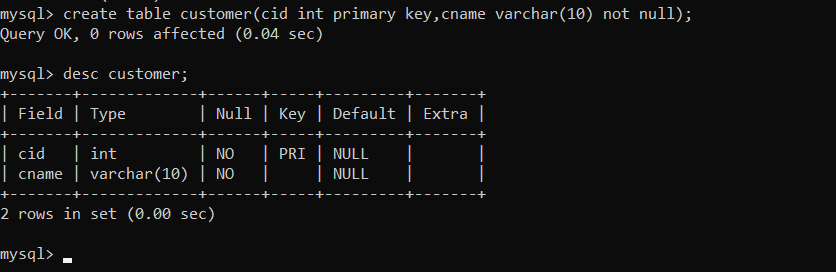 mysql> create table customer(cid int primary key,cname varchar(10) not null);
Query OK, 0 rows affected (0.04 sec)
mysql> desc customer;
+-------+-------------+------+-----+---------+-------+
| Field | Type        | Null | Key | Default | Extra |
+-------+-------------+------+-----+---------+-------+
| cid   | int         | NO   | PRI | NULL    |       |
| cname | varchar(10) | NO   |     | NULL    |       |
+-------+-------------+------+-----+---------+-------+
2 rows in set (0.00 sec)
mysql>